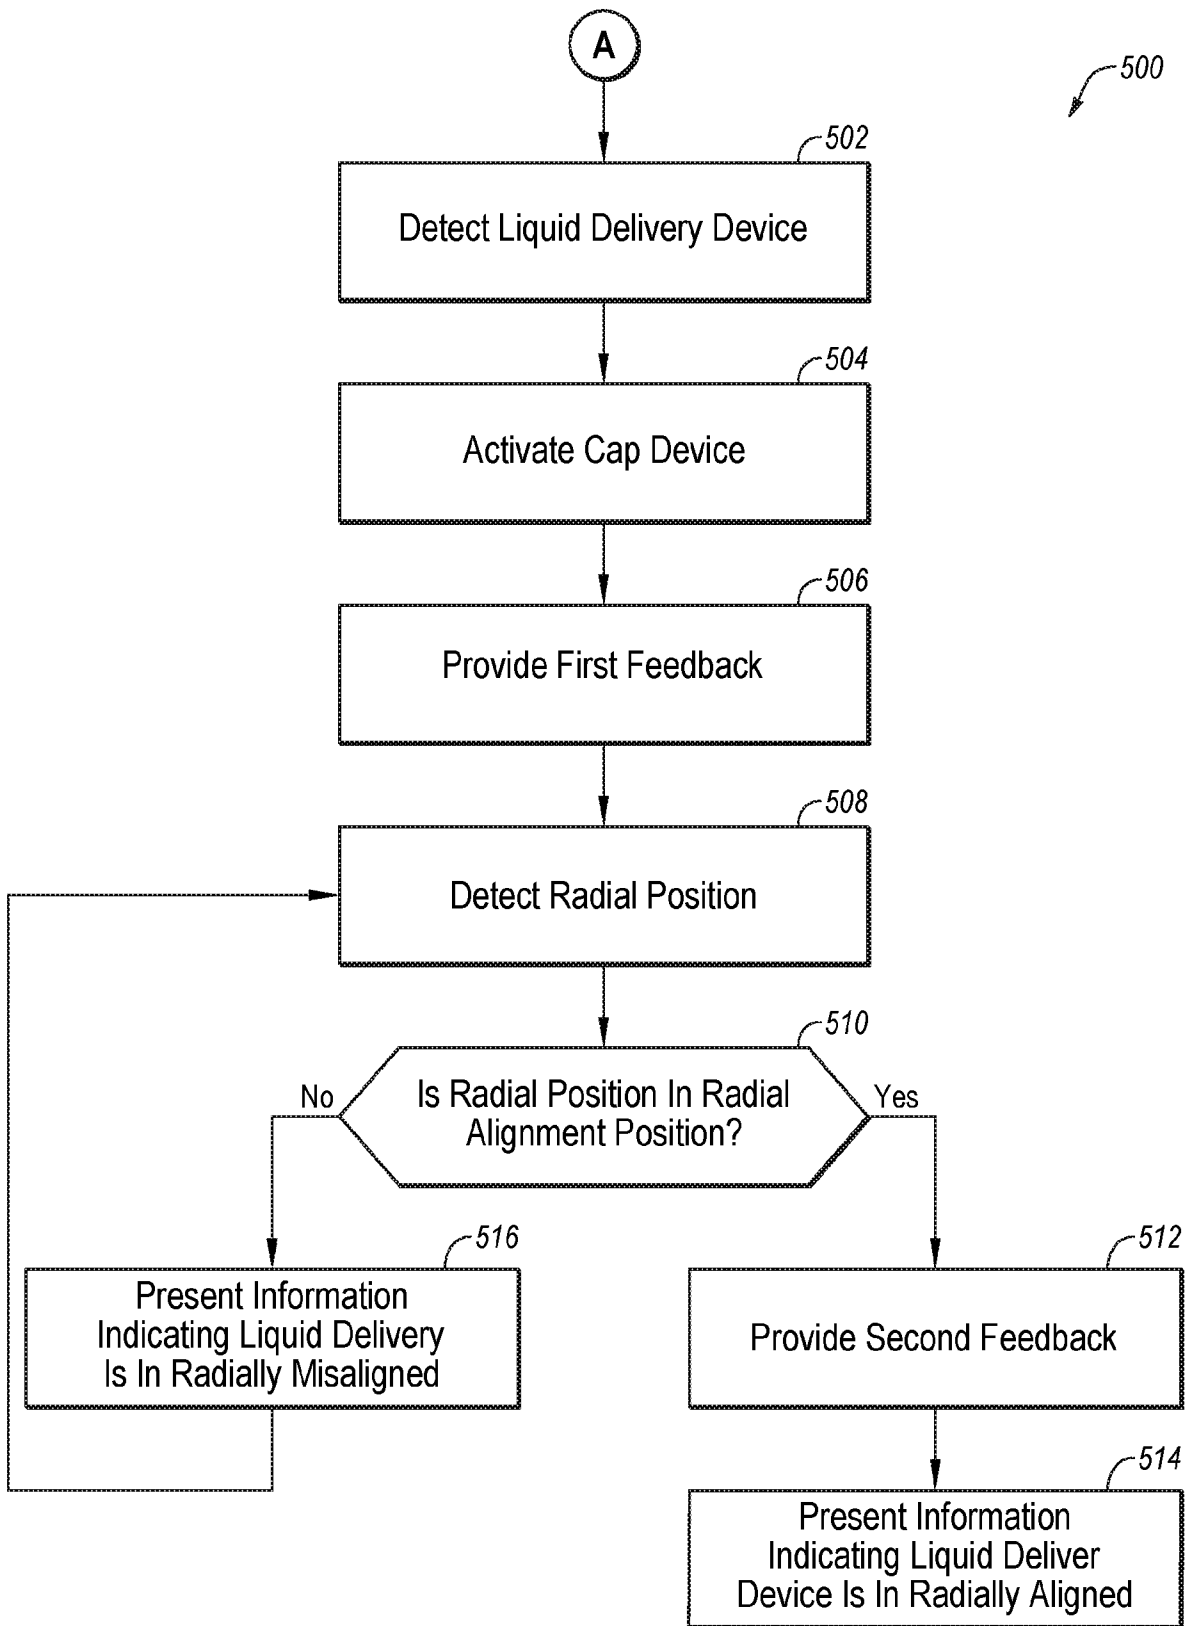 A
500
502
Detect Liquid Delivery Device
504
Activate Cap Device
506
Provide First Feedback
508
Detect Radial Position
510
Is Radial Position In Radial
Alignment Position?
No
Yes
516
Present Information
Indicating Liquid Delivery
Is In Radially Misaligned
512
Provide Second Feedback
514
Present Information
Indicating Liquid Deliver
Device Is In Radially Aligned